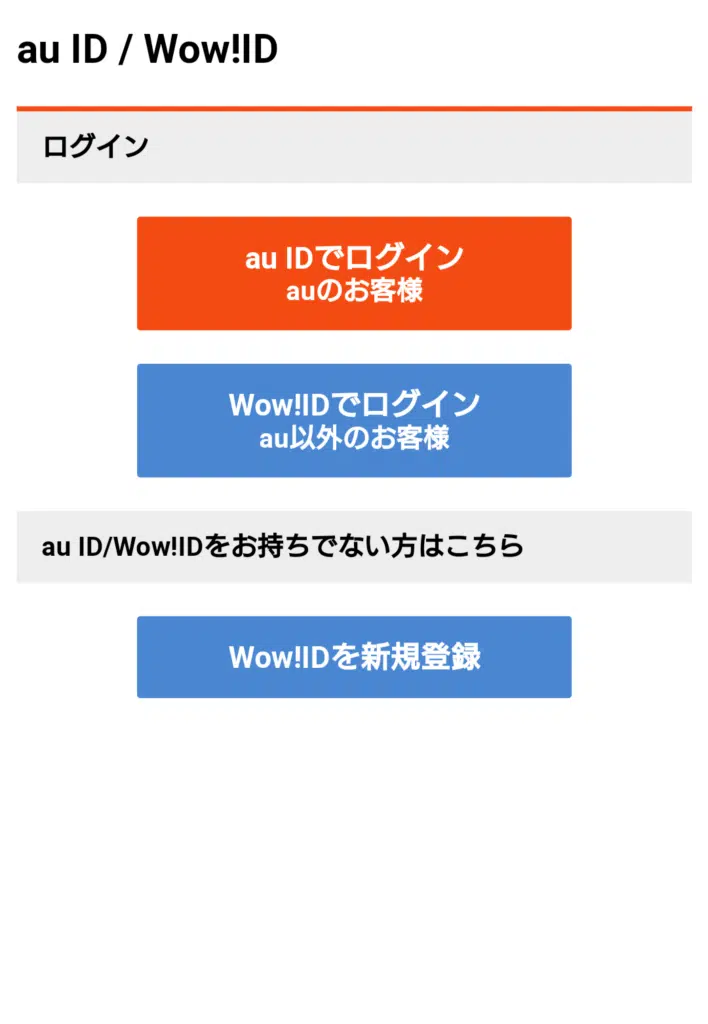 au ID / Wow!ID
ログイン
au IDでログイン
auのお客様
Wow!IDでログイン
au以外のお客様
au ID/Wow!IDをお持ちでない方はこちら
Wow!IDを新規登録